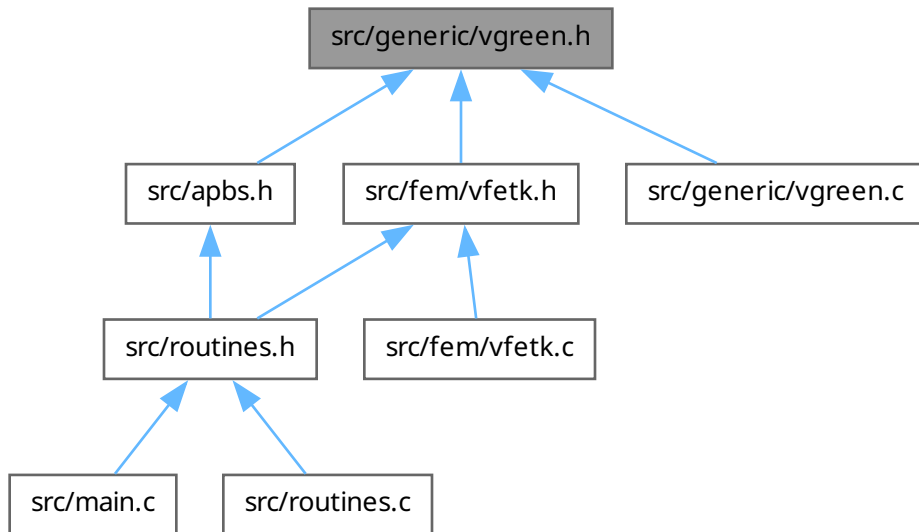 src/generic/vgreen.h
src/apbs.h
src/fem/vfetk.h
src/generic/vgreen.c
src/routines.h
src/fem/vfetk.c
src/main.c
src/routines.c